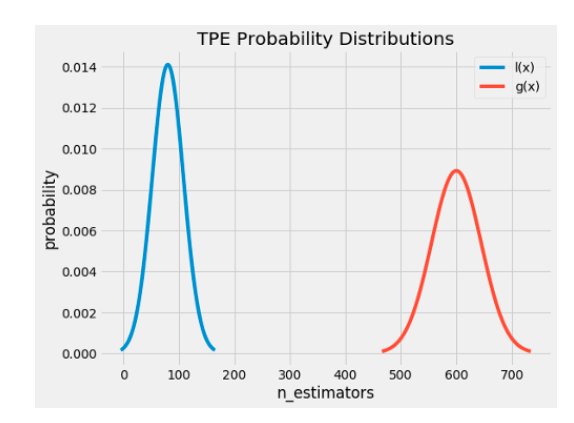 TPE Probability Distributions
l(x)
g(x)
probability
0.014
0.012
0.010
0.008
0.006
0.004
0.002
0.000
0 100 200 300 400 500 600 700
n_estimators